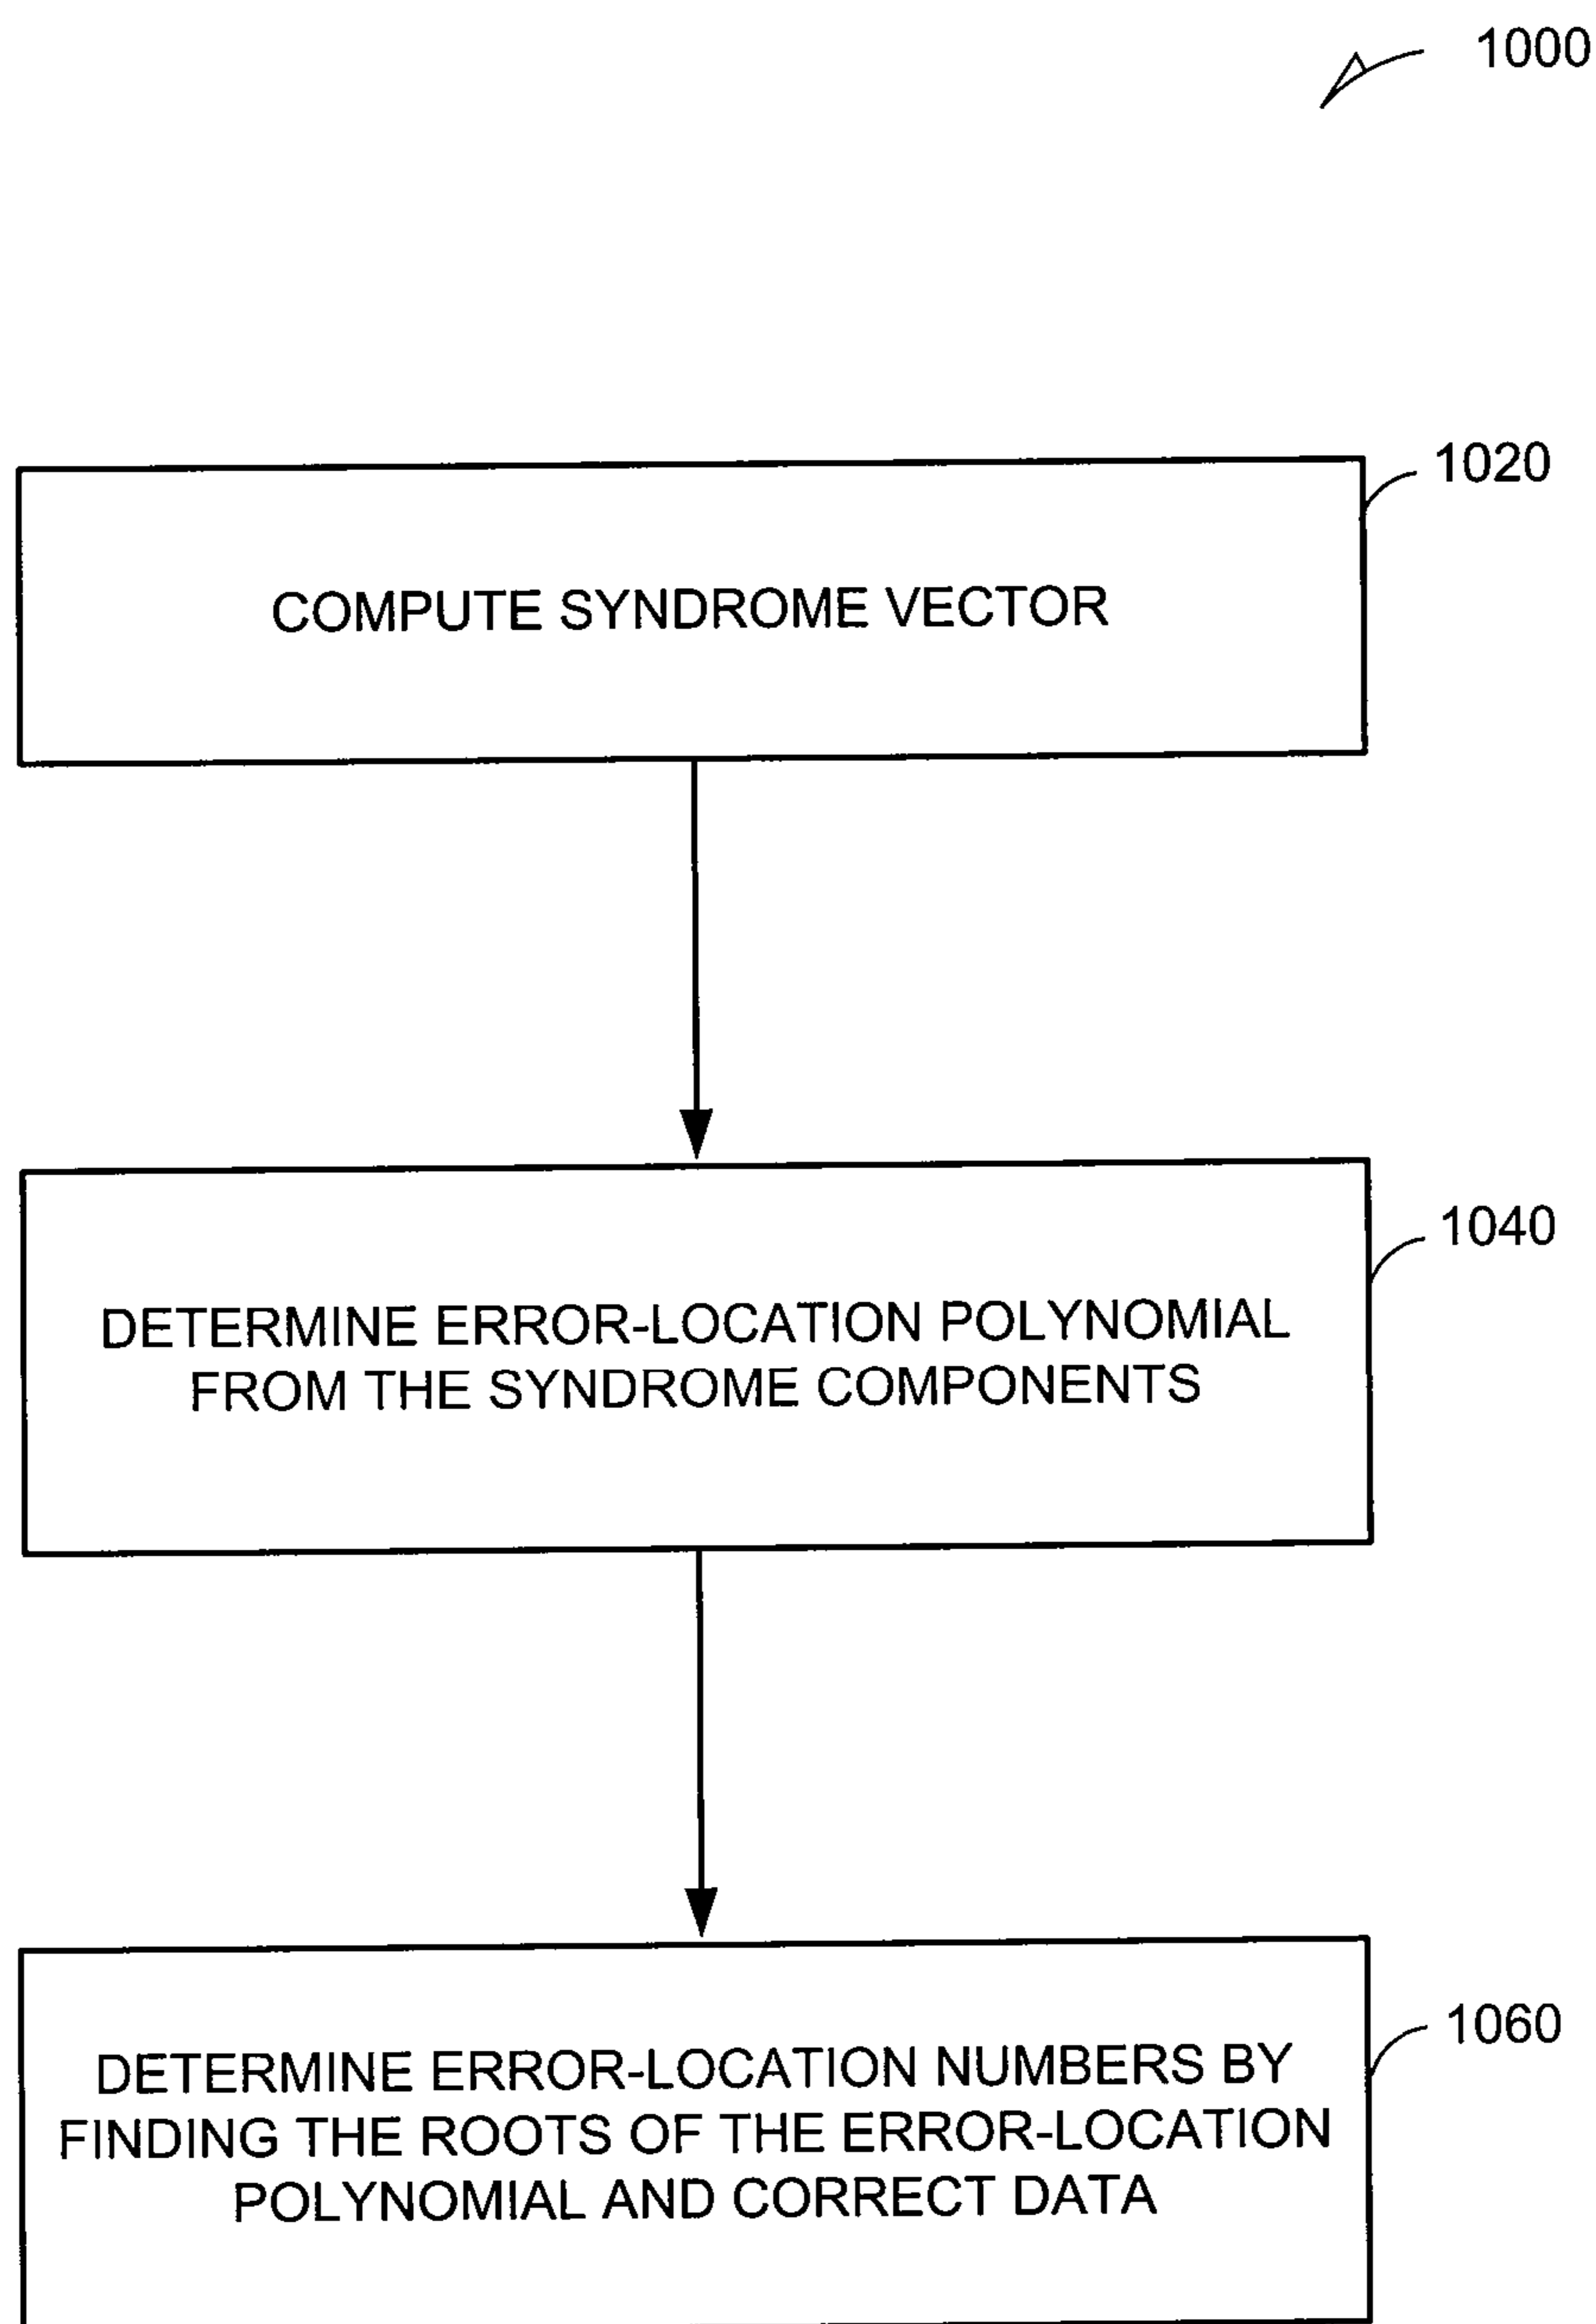 1000
1020
COMPUTE SYNDROME VECTOR
1040
DETERMINE ERROR-LOCATION POLYNOMIAL
FROM THE SYNDROME COMPONENTS
1060
DETERMINE ERROR-LOCATION NUMBERS BY
FINDING THE ROOTS OF THE ERROR-LOCATION
POLYNOMIAL AND CORRECT DATA